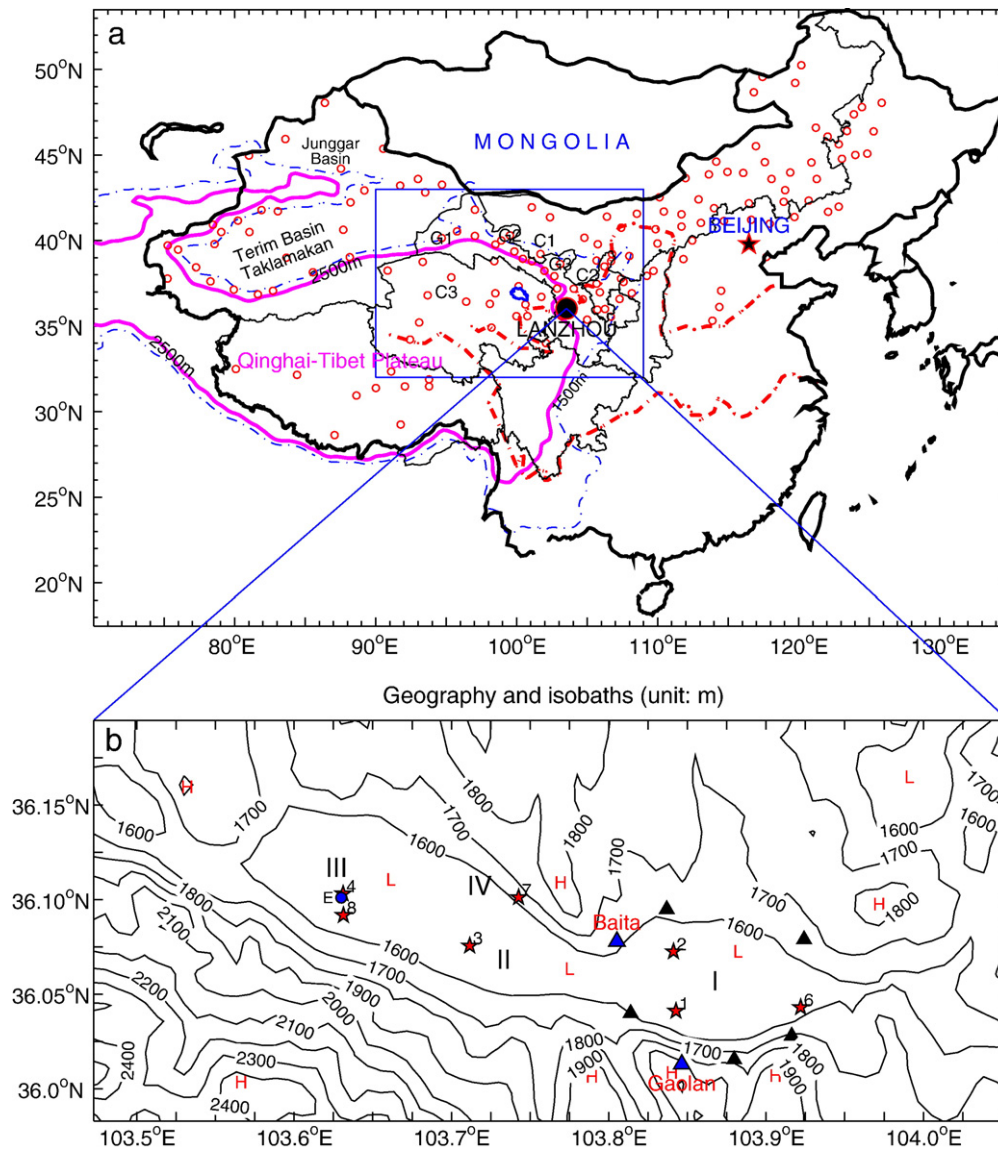 a
50°N
45°N
40°N
35°N
30°N
25°N
20°N
80°E
90°E
100°E
110°E
120°E
130°E
Junggar
Basin
MONGOLIA
BEIJING
Terim Basin
Taklamakan
2500m
G1
G2
C1
G3
C2
C3
LANZHOU
Qinghai-Tibet Plateau
2500m
1500m
Geography and isobaths (unit: m)
b
36.15°N
36.10°N
36.05°N
36.0°N
103.5°E
103.6°E
103.7°E
103.8°E
103.9°E
104.0°E
H
1600
1700
1800
1700
1800
1700
L
1700
1600
1600
1700
III
4
E
8
L
IV
7
H
1600
H
1800
1800
2100
1900
3
II
1600
1700
1900
2000
2100
2200
2300
2400
2400
H
Baita
L
2
L
I
1
6
1800
1900
1700
1800
1900
H
H
H
Gaolan